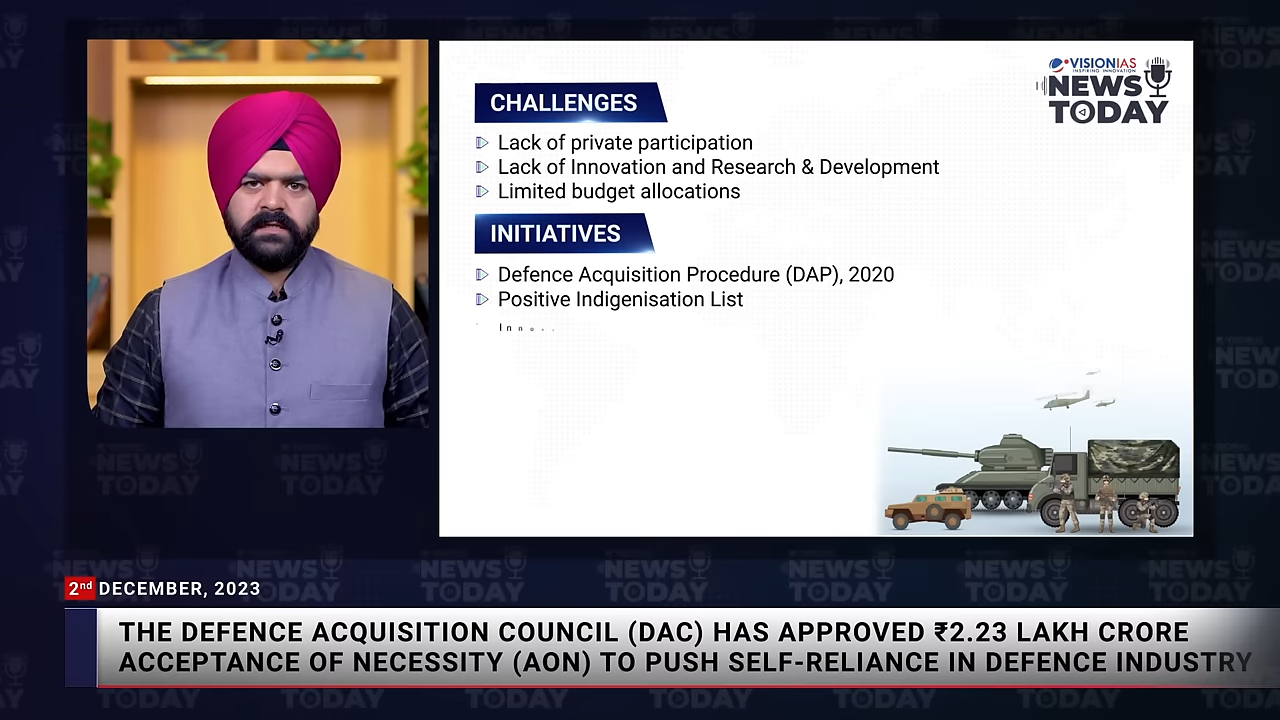 VISIONIAS
INSPIRING INNOVATION
NEWS
TODAY
CHALLENGES
Lack of private participation
Lack of Innovation and Research & Development
Limited budget allocations
INITIATIVES
Defence Acquisition Procedure (DAP), 2020
Positive Indigenisation List
Inno..
2nd DECEMBER, 2023
THE DEFENCE ACQUISITION COUNCIL (DAC) HAS APPROVED ₹2.23 LAKH CRORE
ACCEPTANCE OF NECESSITY (AON) TO PUSH SELF-RELIANCE IN DEFENCE INDUSTRY